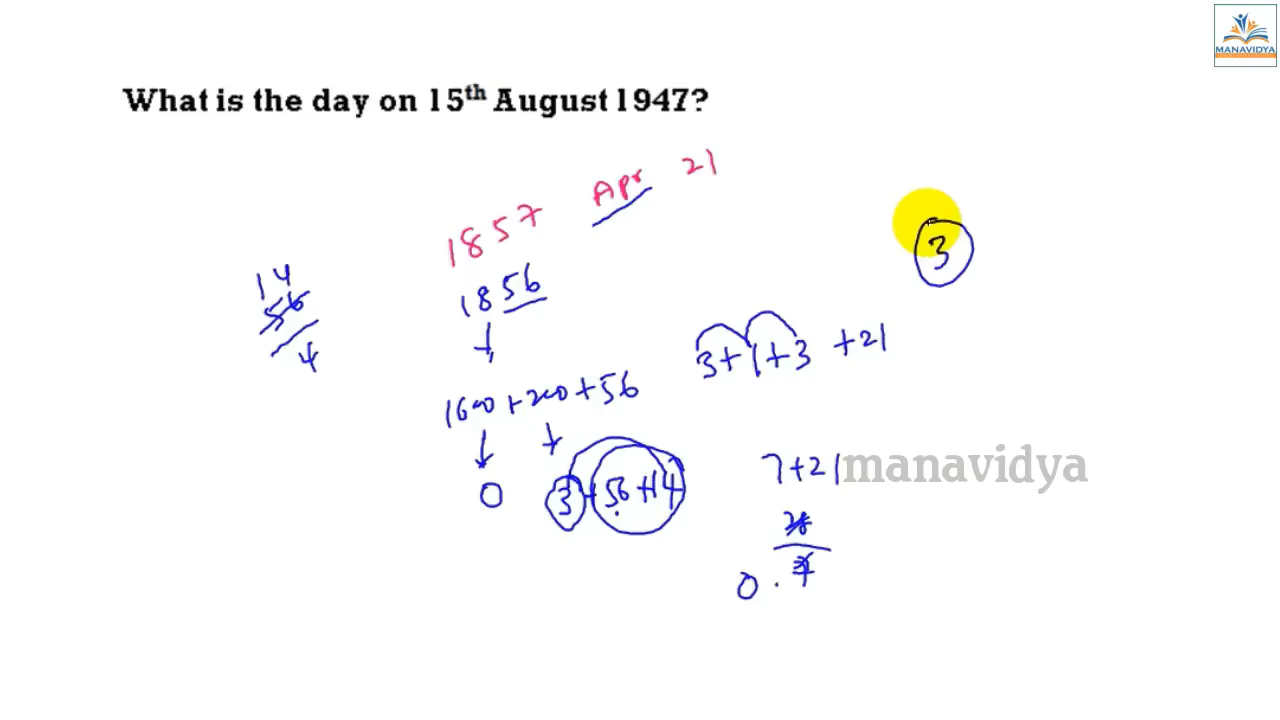 MANAVIDYA
What is the day on 15th August 1947?
1857 Apr 21
1856
14
56
4
3
3+1+3 +21
1600+200+56
0 3+56+14
7+21
manavidya
28
0 .